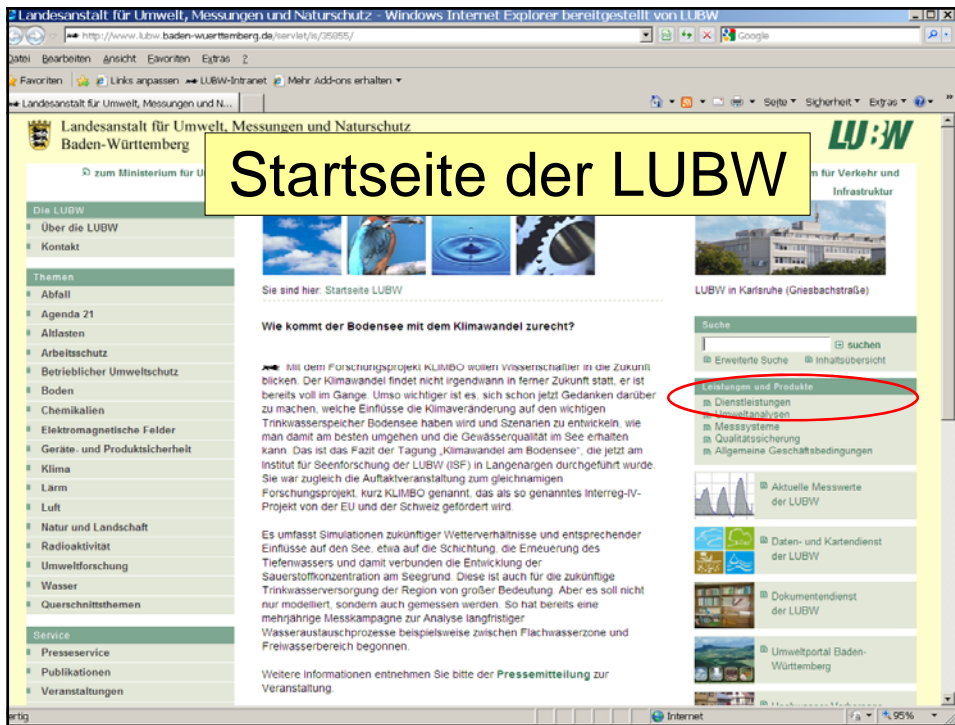 Landesanstalt für Umwelt, Messungen und Naturschutz - Windows Internet Explorer bereitgestellt von LUBW
http://www.lubw.baden-wuerttemberg.de/servlet/is/35855/
Google
Datei Bearbeiten Ansicht Favoriten Extras ?
Favoriten Links anpassen LUBW-Intranet Mehr Add-ons erhalten
Landesanstalt für Umwelt, Messungen und N...
Seite Sicherheit Extras
Landesanstalt für Umwelt, Messungen und Naturschutz
Baden-Württemberg
LUBW
Startseite der LUBW
zum Ministerium für
für Verkehr und
Infrastruktur
Die LUBW
Über die LUBW
Kontakt
Themen
Abfall
Agenda 21
Altlasten
Arbeitsschutz
Betrieblicher Umweltschutz
Boden
Chemikalien
Elektromagnetische Felder
Geräte- und Produktsicherheit
Klima
Lärm
Luft
Natur und Landschaft
Radioaktivität
Umweltforschung
Wasser
Querschnittsthemen
Service
Presseservice
Publikationen
Veranstaltungen
Sie sind hier: Startseite LUBW
Wie kommt der Bodensee mit dem Klimawandel zurecht?
Mit dem Forschungsprojekt KLIMBO wollen Wissenschaftler in die Zukunft
blicken. Der Klimawandel findet nicht irgendwann in ferner Zukunft statt, er ist
bereits voll im Gange. Umso wichtiger ist es, sich schon jetzt Gedanken darüber
zu machen, welche Einflüsse die Klimaveränderung auf den wichtigen
Trinkwasserspeicher Bodensee haben wird und Szenarien zu entwickeln, wie
man damit am besten umgehen und die Gewässerqualität im See erhalten
kann. Das ist das Fazit der Tagung „Klimawandel am Bodensee“, die jetzt am
Institut für Seenforschung der LUBW (ISF) in Langenargen durchgeführt wurde.
Sie war zugleich die Auftaktveranstaltung zum gleichnamigen
Forschungsprojekt, kurz KLIMBO genannt, das als so genanntes Interreg-IV-
Projekt von der EU und der Schweiz gefördert wird.
Es umfasst Simulationen zukünftiger Wetterverhältnisse und entsprechender
Einflüsse auf den See, etwa auf die Schichtung, die Erneuerung des
Tiefenwassers und damit verbunden die Entwicklung der
Sauerstoffkonzentration am Seegrund. Diese ist auch für die zukünftige
Trinkwasserversorgung der Region von großer Bedeutung. Aber es soll nicht
nur modelliert, sondern auch gemessen werden. So hat bereits eine
mehrjährige Messkampagne zur Analyse langfristiger
Wasseraustauschprozesse beispielsweise zwischen Flachwasserzone und
Freiwasserbereich begonnen.
Weitere Informationen entnehmen Sie bitte der Pressemitteilung zur
Veranstaltung.
LUBW in Karlsruhe (Griesbachstraße)
Suche
suchen
Erweiterte Suche Inhaltsübersicht
Leistungen und Produkte
Dienstleistungen
Umweltanalysen
Messsysteme
Qualitätssicherung
Allgemeine Geschäftsbedingungen
Aktuelle Messwerte
der LUBW
Daten- und Kartendienst
der LUBW
Dokumentendienst
der LUBW
Umweltportal Baden-
Württemberg
ertig
Internet
95%